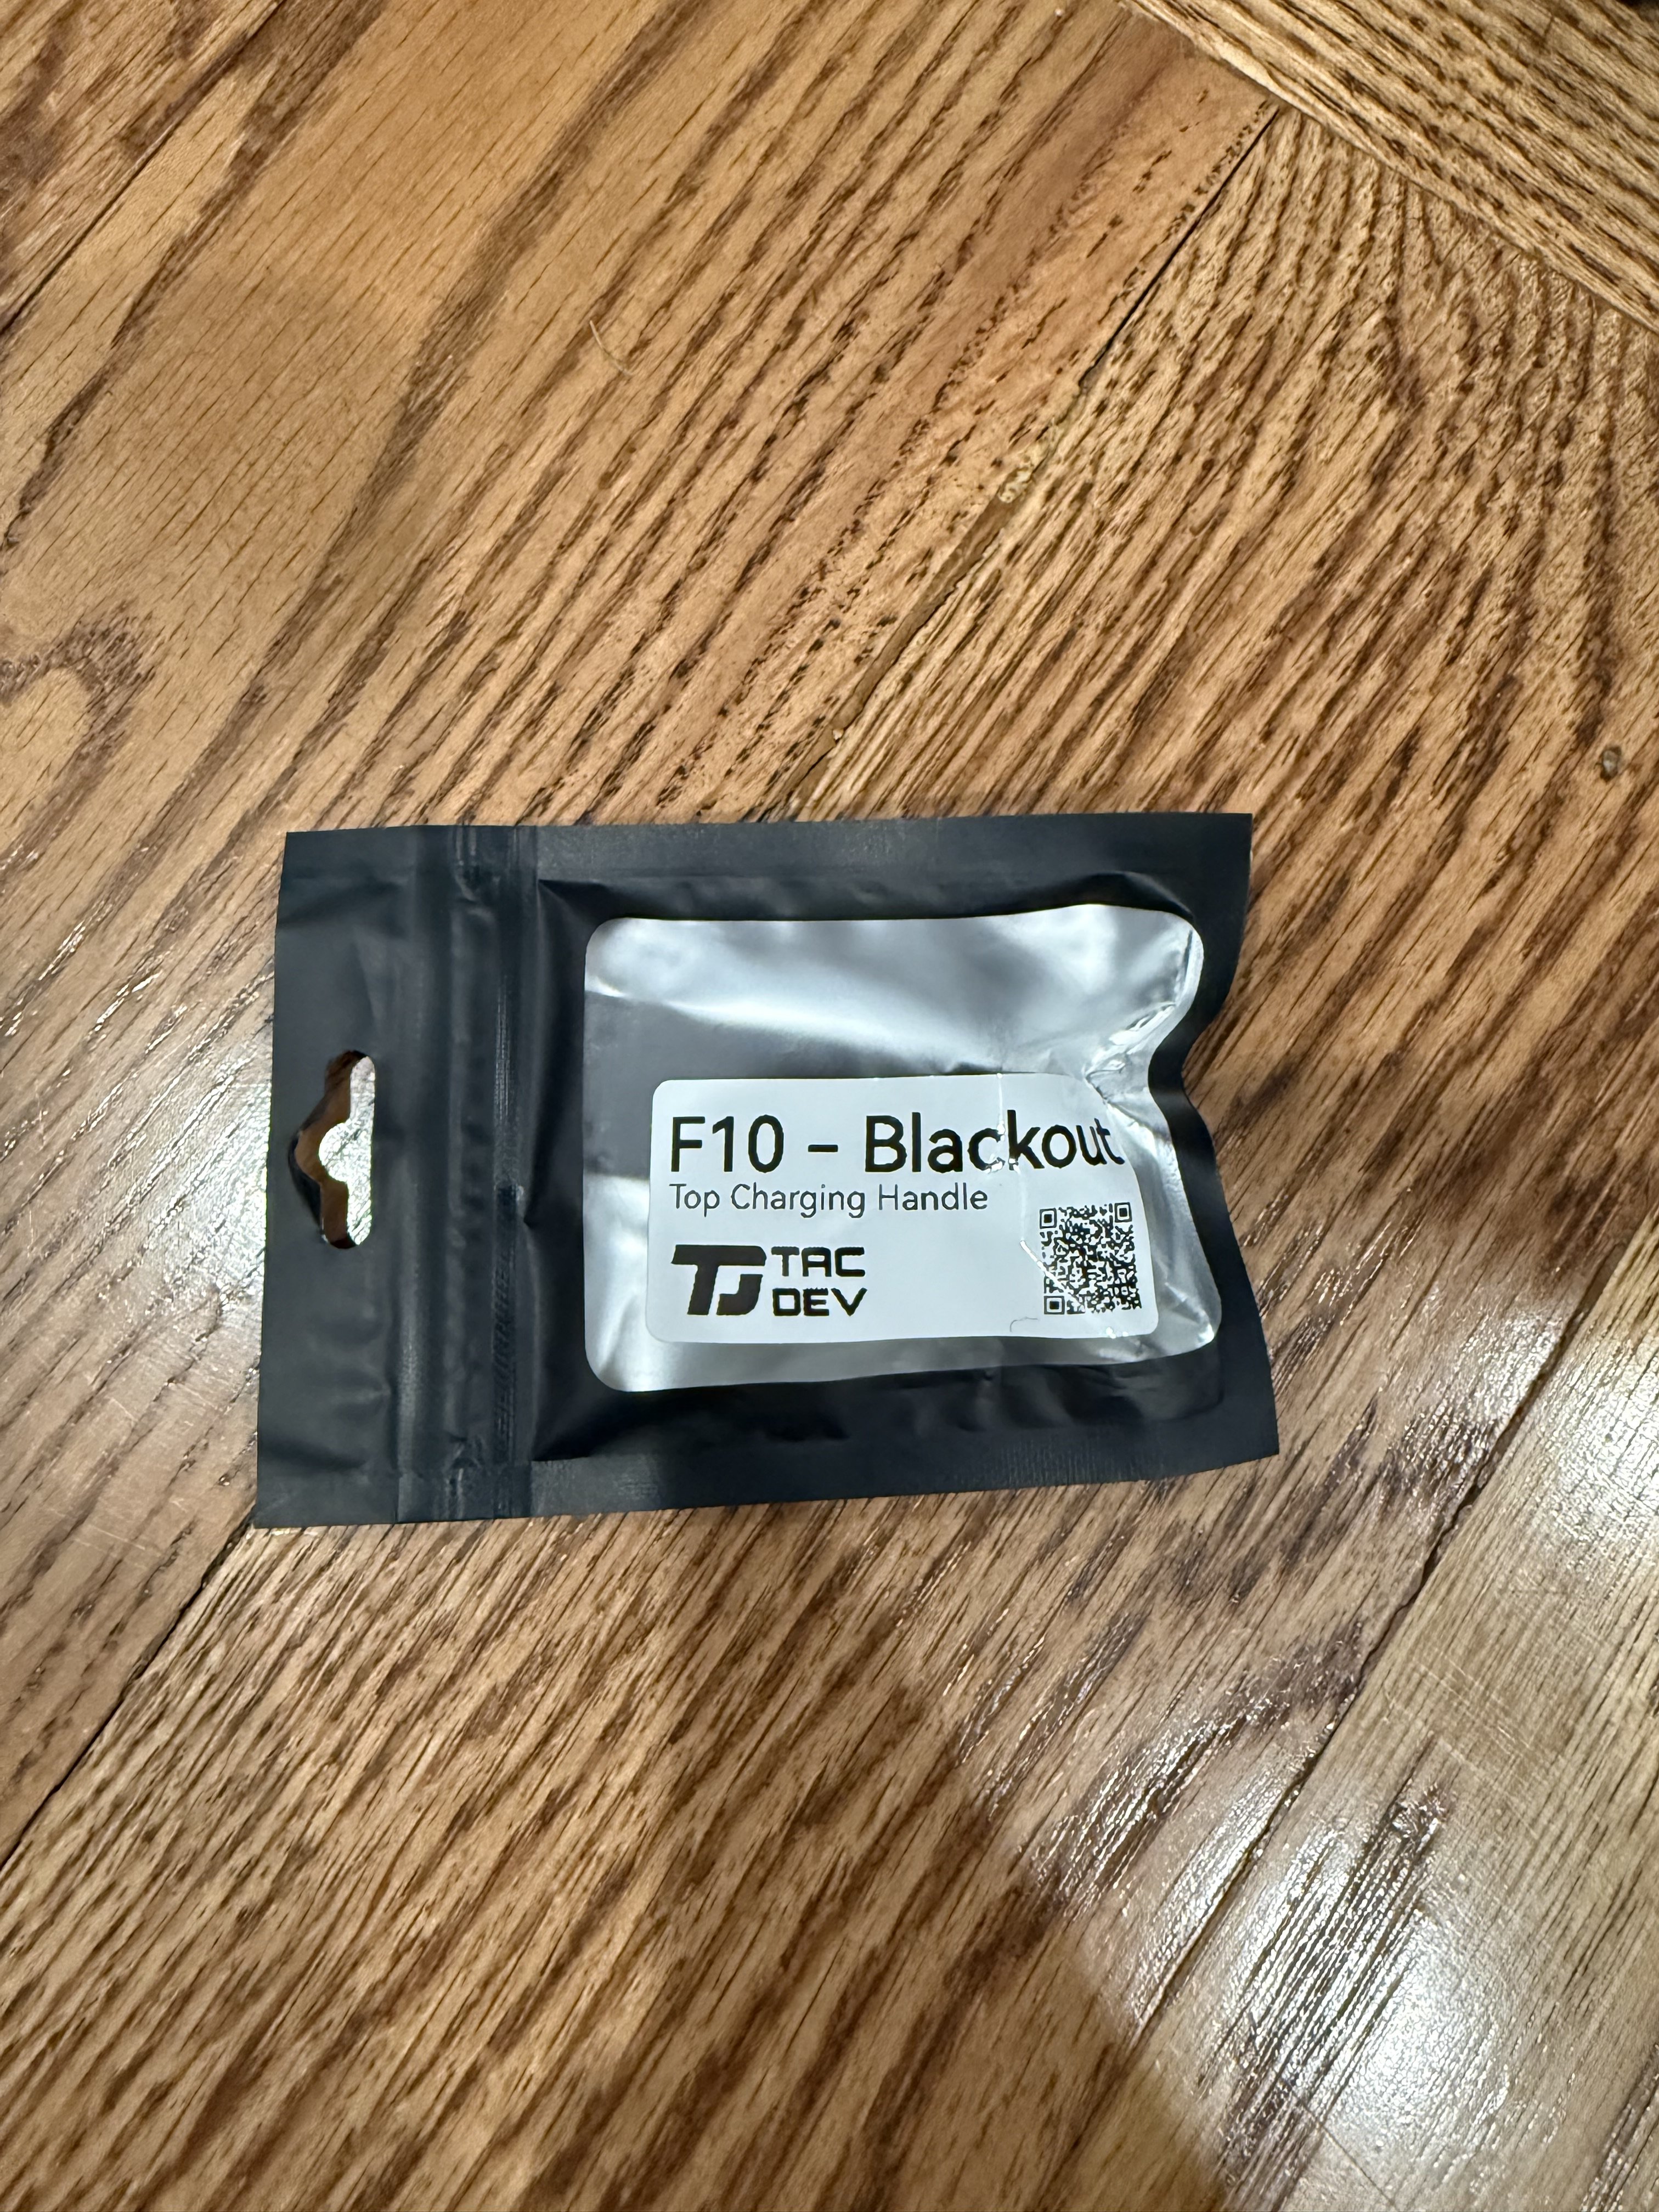 F10 – Blackout
Top Charging Handle
TAC
DEV